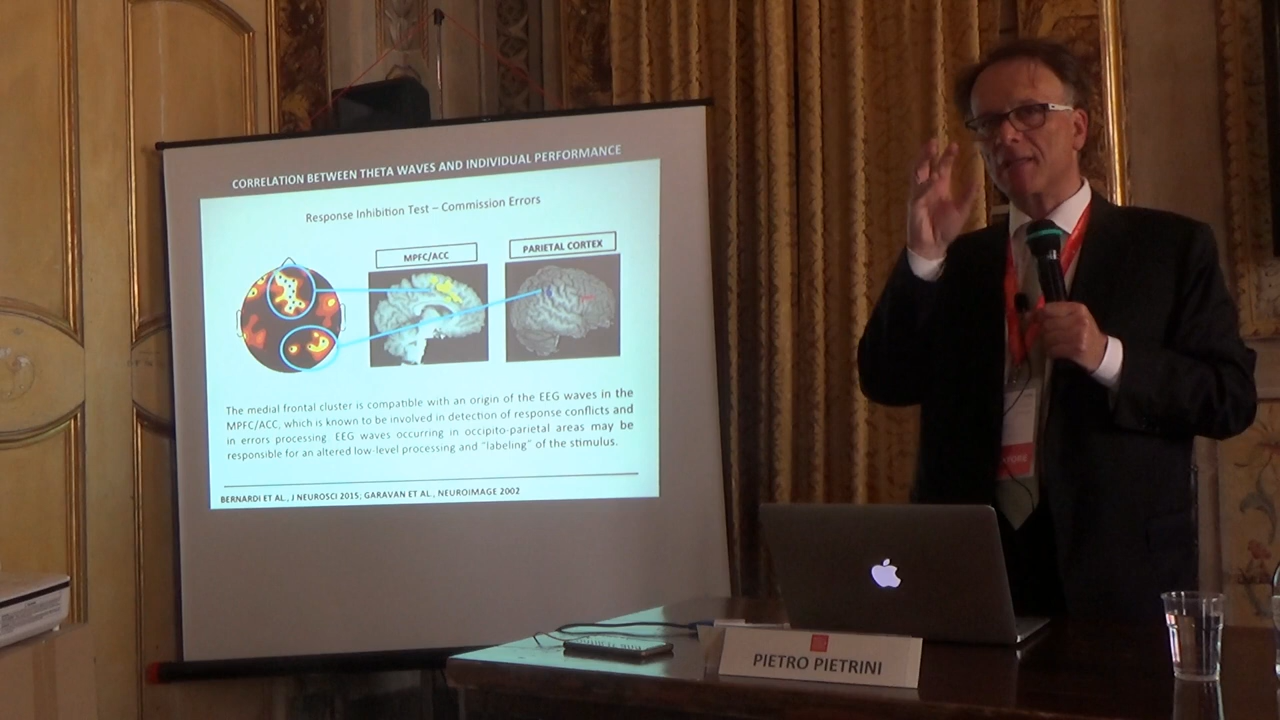 CORRELATION BETWEEN THETA WAVES AND INDIVIDUAL PERFORMANCE
Response Inhibition Test – Commission Errors
MPFC/ACC
PARIETAL CORTEX
The medial frontal cluster is compatible with an origin of the EEG waves in the
MPFC/ACC, which is known to be involved in detection of response conflicts and
in errors processing. EEG waves occurring in occipito-parietal areas may be
responsible for an altered low-level processing and “labeling” of the stimulus.
BERNARDI ET AL., J NEUROSCI 2015; GARAVAN ET AL., NEUROIMAGE 2002
PIETRO PIETRINI